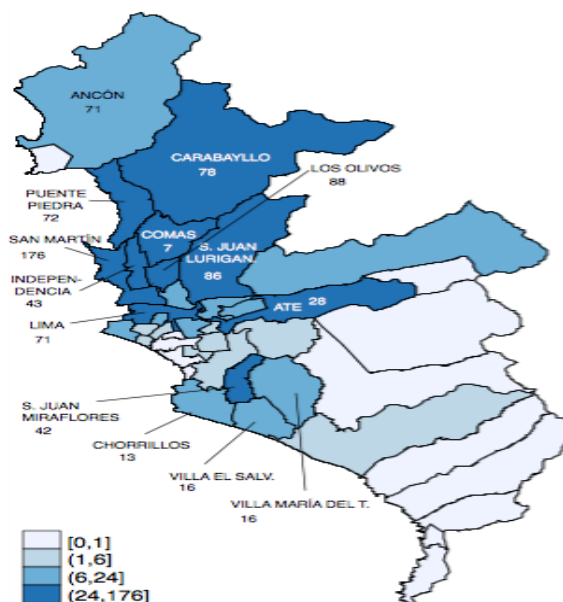 ANCÓN
71
CARABAYLLO
78
LOS OLIVOS
88
PUENTE
PIEDRA
72
COMAS
7
SAN MARTÍN
176
S. JUAN
LURIGAN.
86
INDEPEN-
DENCIA
43
ATE 28
LIMA
71
S. JUAN
MIRAFLORES
42
CHORRILLOS
13
VILLA EL SALV.
16
VILLA MARÍA DEL T.
16
[0,1]
(1,6]
(6,24]
(24,176]